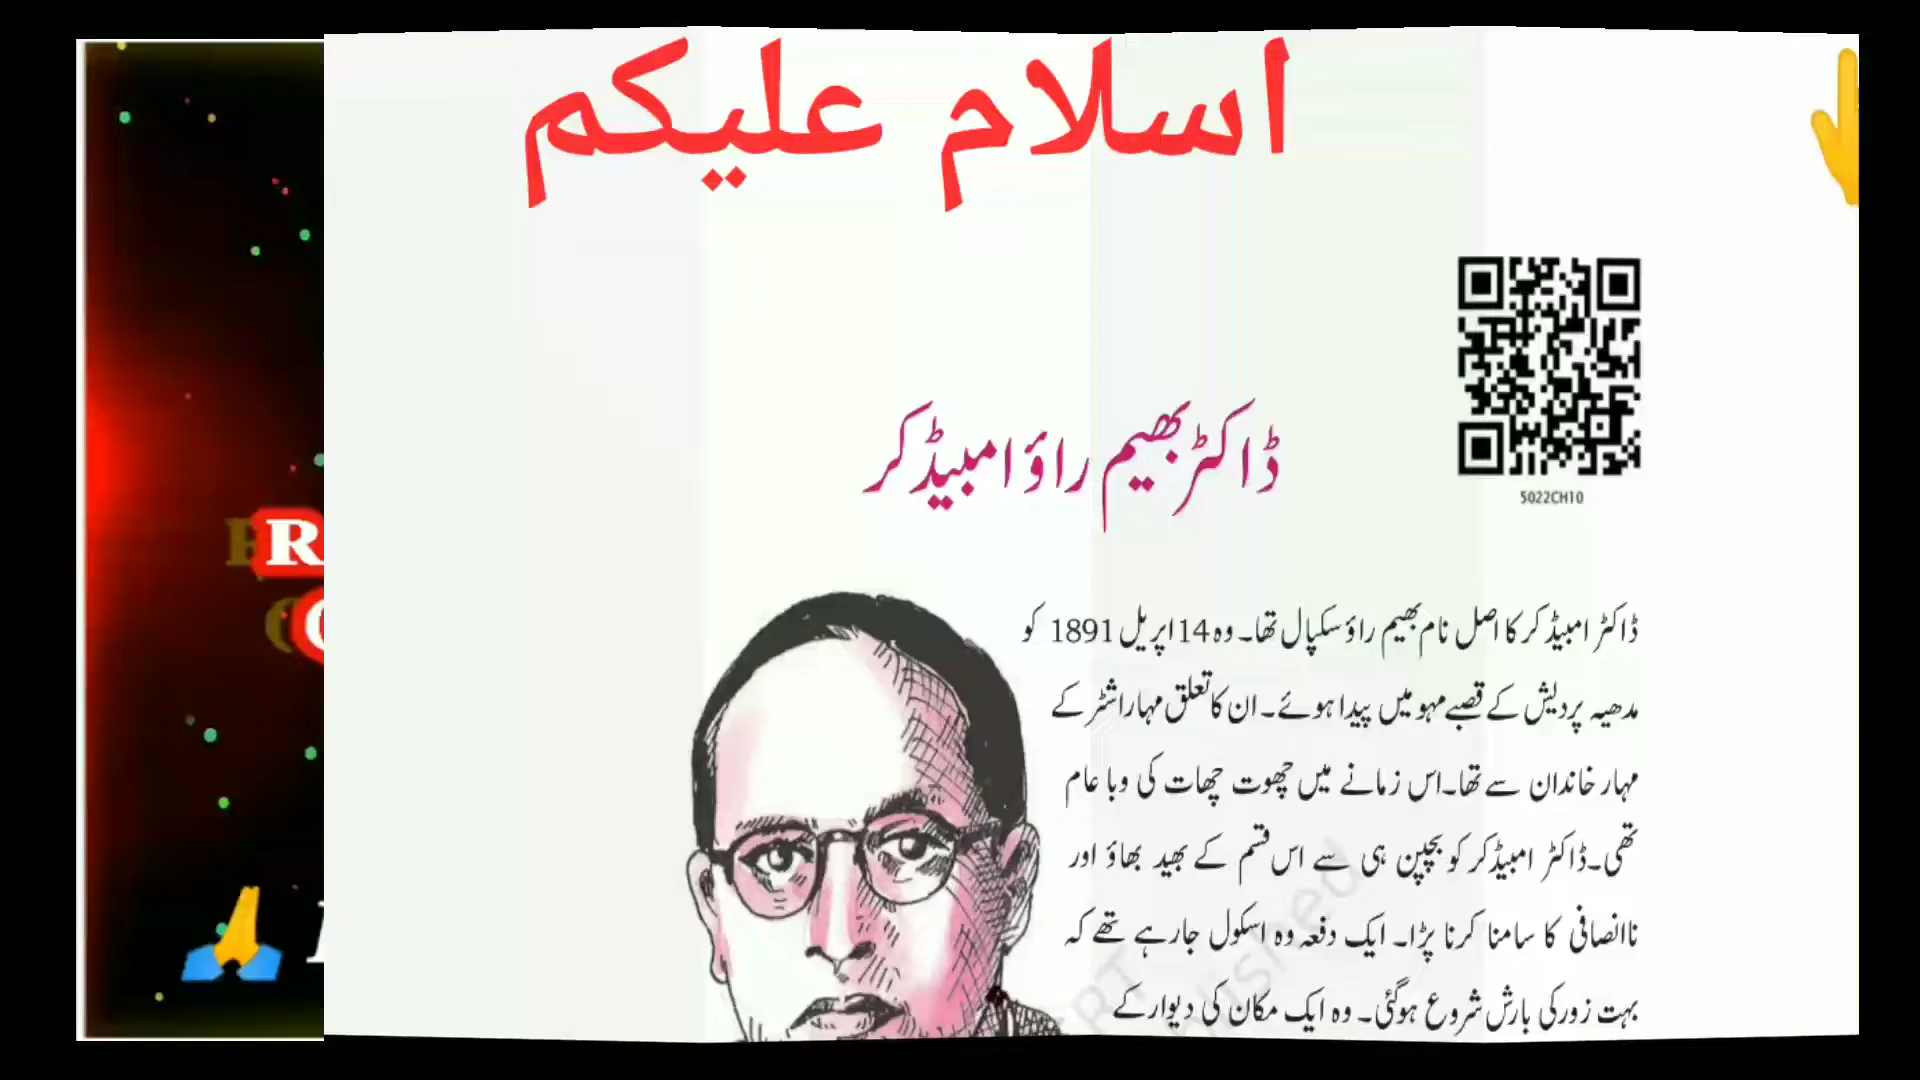 اسلام علیکم
5022CH10
ڈاکٹر بھیم راؤ امبیڈکر
ڈاکٹر امبیڈکر کا اصل نام بھیم راؤ سکپال تھا۔ وہ 14 اپریل 1891 کو
مدھیہ پردیش کے قصبے مہو میں پیدا ہوئے۔ ان کا تعلق مہاراشٹر کے
مہار خاندان سے تھا۔ اس زمانے میں چھوت چھات کی وبا عام
تھی۔ ڈاکٹر امبیڈکر کو بچپن ہی سے اس قسم کے بھید بھاؤ اور
ناانصافی کا سامنا کرنا پڑا۔ ایک دفعہ وہ اسکول جارہے تھے کہ
بہت زور کی بارش شروع ہوگئی۔ وہ ایک مکان کی دیوار کے
R